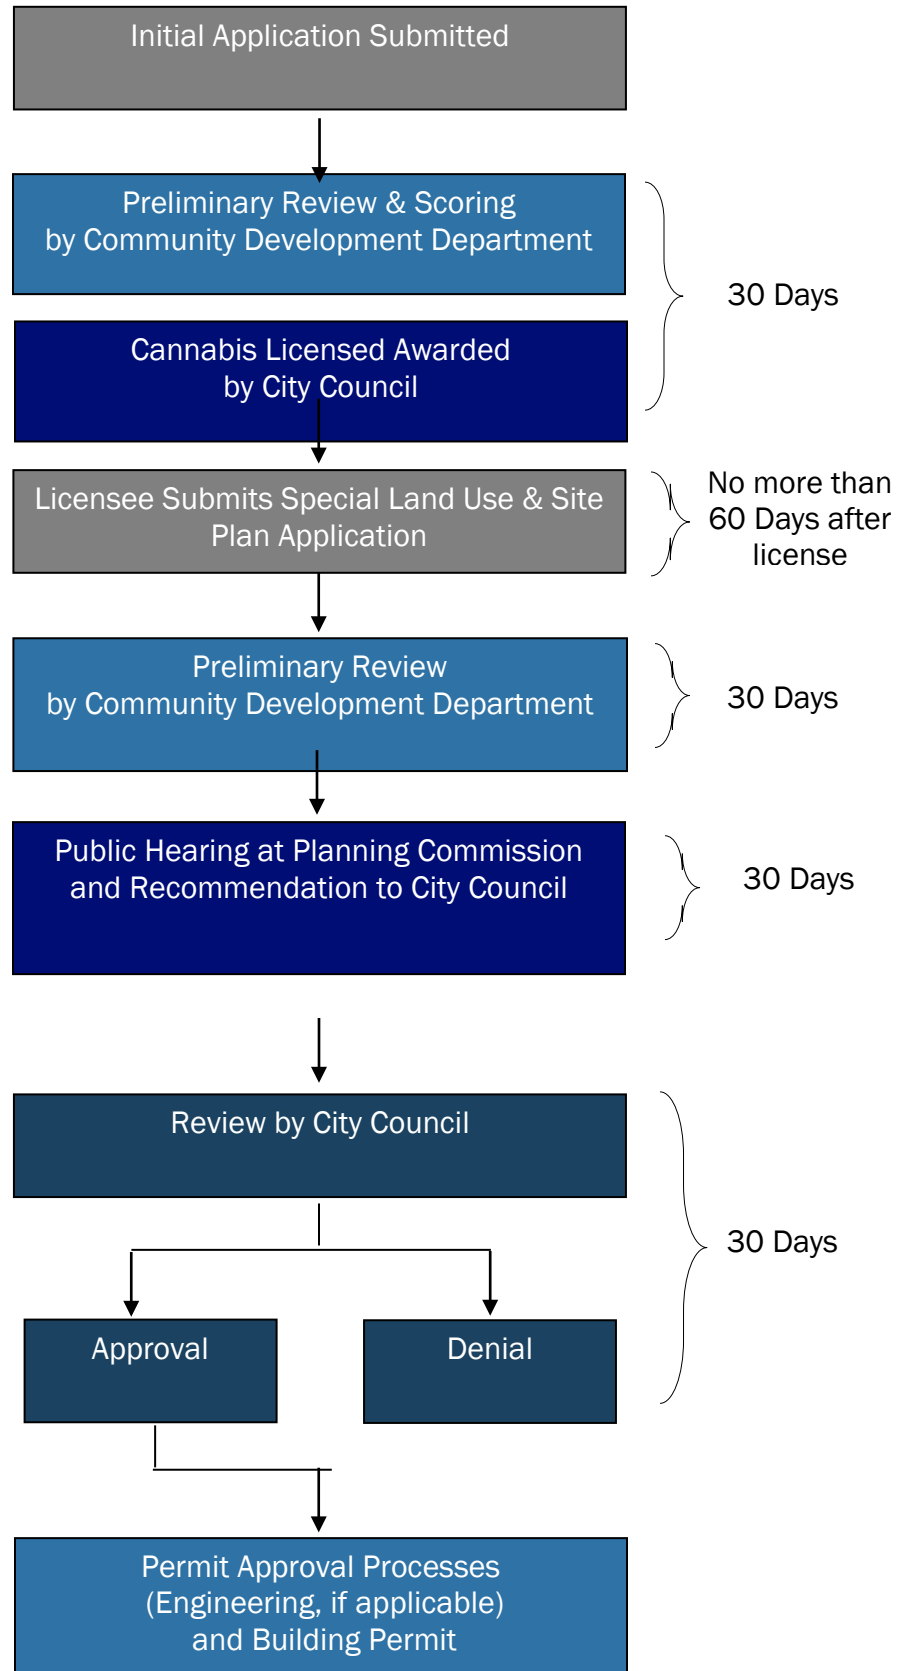 Initial Application Submitted
Preliminary Review & Scoring
by Community Development Department
30 Days
Cannabis Licensed Awarded
by City Council
Licensee Submits Special Land Use & Site
Plan Application
No more than
60 Days after
license
Preliminary Review
by Community Development Department
30 Days
Public Hearing at Planning Commission
and Recommendation to City Council
30 Days
Review by City Council
30 Days
Approval
Denial
Permit Approval Processes
(Engineering, if applicable)
and Building Permit